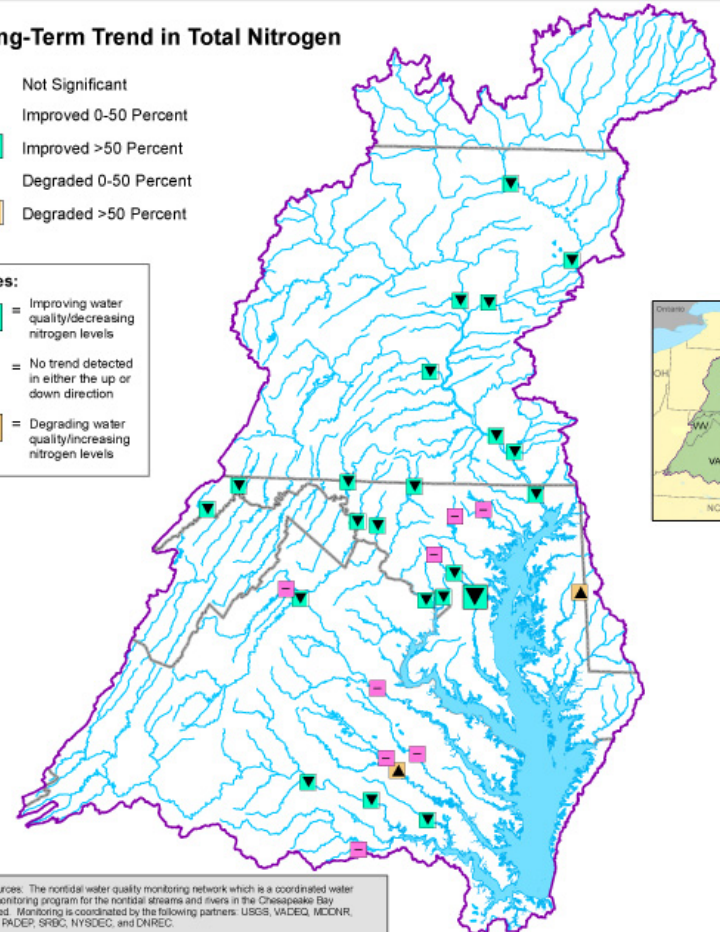 ng-Term Trend in Total Nitrogen
Not Significant
Improved 0-50 Percent
Improved >50 Percent
Degraded 0-50 Percent
Degraded >50 Percent
es:
= Improving water
quality/decreasing
nitrogen levels
= No trend detected
in either the up or
down direction
= Degrading water
quality/increasing
nitrogen levels
Ontario
OH
WV
VA
NC
urces: The nontidal water quality monitoring network which is a coordinated water
onitoring program for the nontidal streams and rivers in the Chesapeake Bay
ed. Monitoring is coordinated by the following partners: USGS, VADEQ, MDDNR,
PADEP, SRBC, NYSDEC, and DNREC.